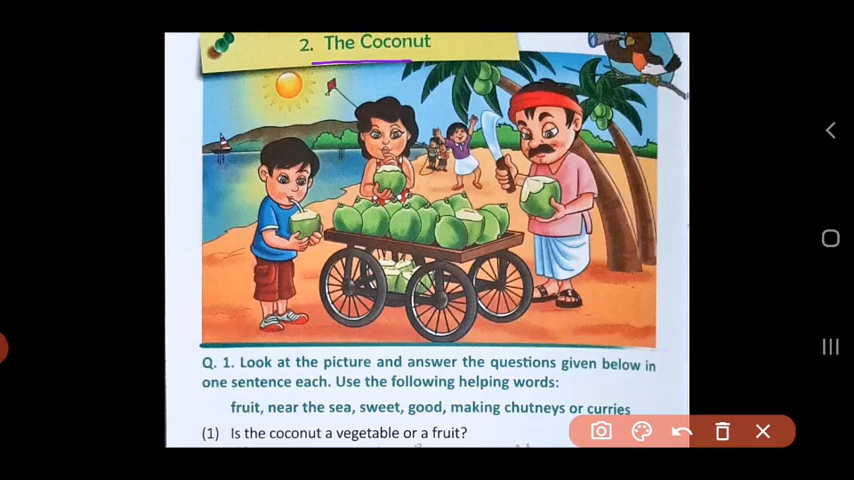 2. The Coconut
Q. 1. Look at the picture and answer the questions given below in
one sentence each. Use the following helping words:
fruit, near the sea, sweet, good, making chutneys or curries
(1) Is the coconut a vegetable or a fruit?